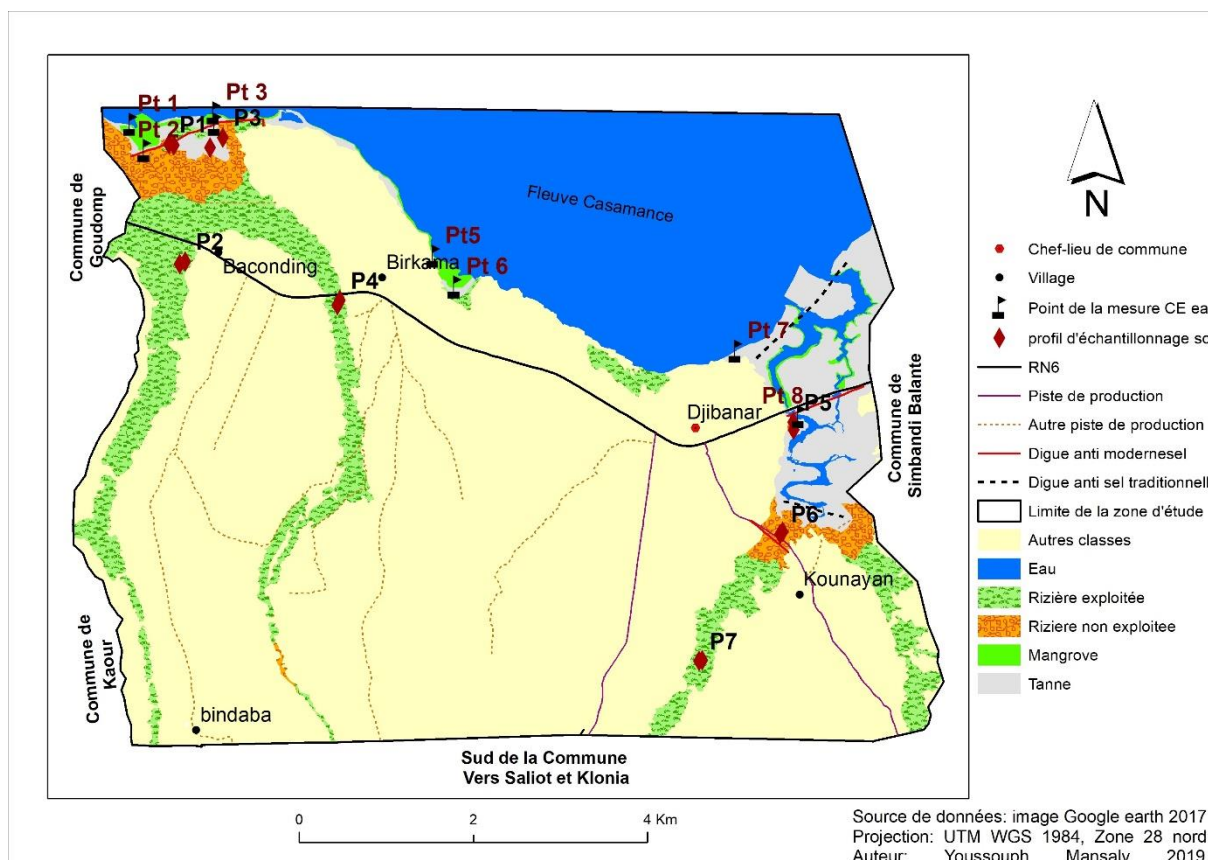 Pt 1
Pt 3
Pt 2
P1
P3
Commune de
Goudomp
Fleuve Casamance
P2
Baconding
P4
Birkama
Pt5
Pt 6
Pt 7
Djibanar
Pt 8
P5
Commune de
Simbandi Balante
P6
Kounayan
P7
Commune de
Kaour
bindaba
Sud de la Commune
Vers Saliot et Klonia
0
2
4 Km
N
Chef-lieu de commune
Village
Point de la mesure CE ea
profil d'échantillonnage so
RN6
Piste de production
Autre piste de production
Digue anti modernesel
Digue anti sel traditionnell
Limite de la zone d'étude
Autres classes
Eau
Rizière exploitée
Riziere non exploitee
Mangrove
Tanne
Source de données: image Google earth 2017
Projection: UTM WGS 1984, Zone 28 nord
Auteur: Youssouph Mansaly 2019